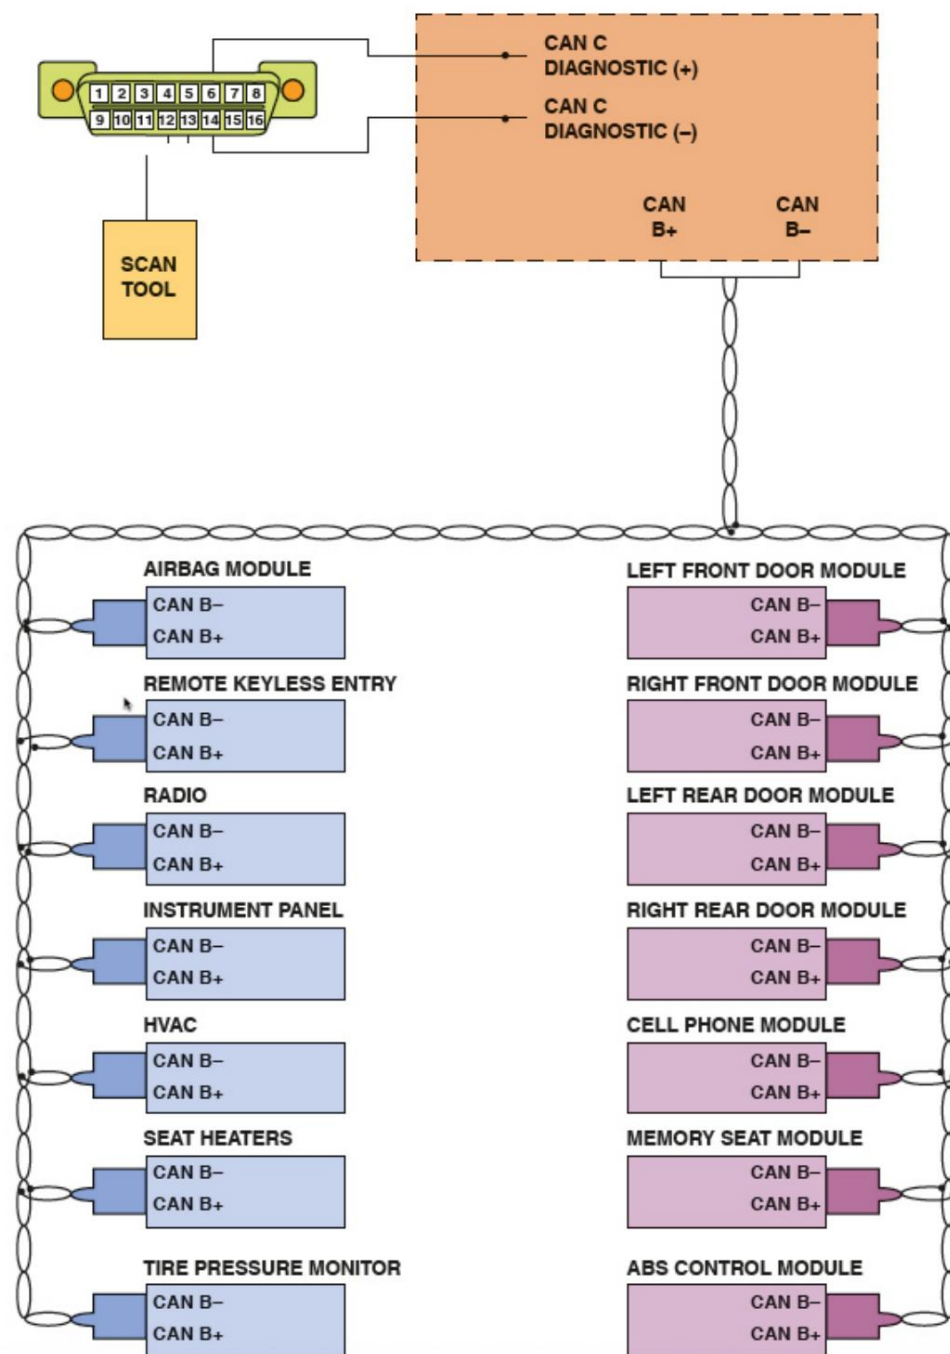 CAN C
DIAGNOSTIC (+)
CAN C
DIAGNOSTIC (–)
CAN
B+
CAN
B–
1 2 3 4 5 6 7 8
9 10 11 12 13 14 15 16
SCAN
TOOL
AIRBAG MODULE
CAN B–
CAN B+
REMOTE KEYLESS ENTRY
CAN B–
CAN B+
RADIO
CAN B–
CAN B+
INSTRUMENT PANEL
CAN B–
CAN B+
HVAC
CAN B–
CAN B+
SEAT HEATERS
CAN B–
CAN B+
TIRE PRESSURE MONITOR
CAN B–
CAN B+
LEFT FRONT DOOR MODULE
CAN B–
CAN B+
RIGHT FRONT DOOR MODULE
CAN B–
CAN B+
LEFT REAR DOOR MODULE
CAN B–
CAN B+
RIGHT REAR DOOR MODULE
CAN B–
CAN B+
CELL PHONE MODULE
CAN B–
CAN B+
MEMORY SEAT MODULE
CAN B–
CAN B+
ABS CONTROL MODULE
CAN B–
CAN B+